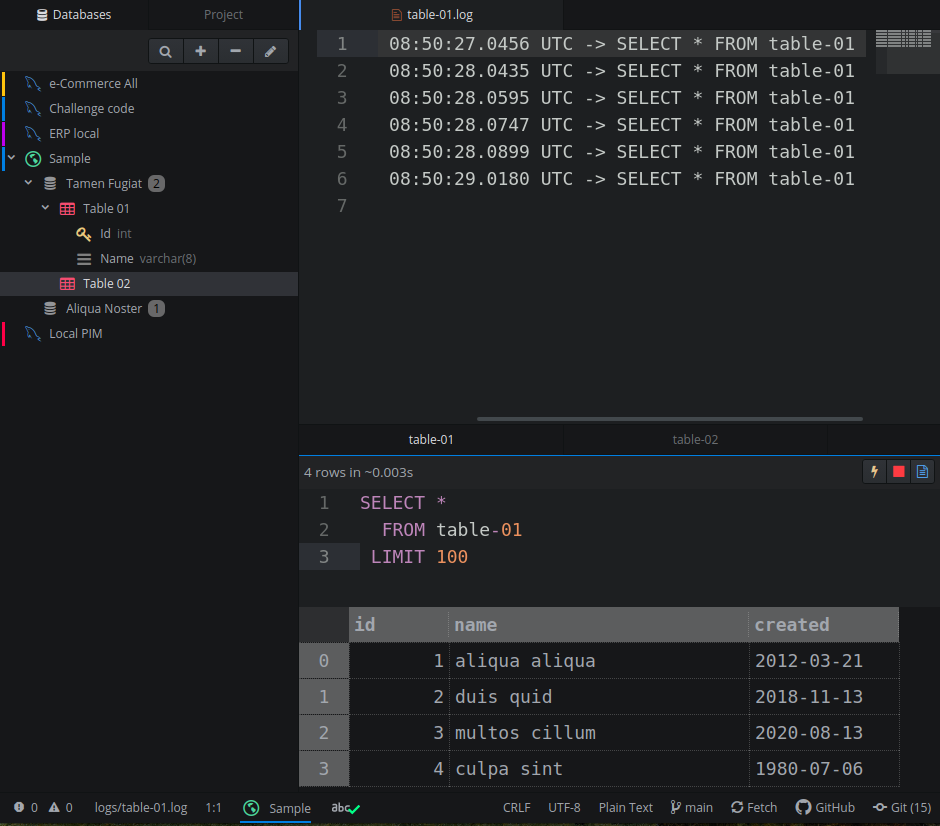 Databases
Project
e-Commerce All
Challenge code
ERP local
Sample
Tamen Fugiat 2
Table 01
Id int
Name varchar(8)
Table 02
Aliqua Noster 1
Local PIM
table-01.log
1 08:50:27.0456 UTC -> SELECT * FROM table-01
2 08:50:28.0435 UTC -> SELECT * FROM table-01
3 08:50:28.0595 UTC -> SELECT * FROM table-01
4 08:50:28.0747 UTC -> SELECT * FROM table-01
5 08:50:28.0899 UTC -> SELECT * FROM table-01
6 08:50:29.0180 UTC -> SELECT * FROM table-01
7
table-01
table-02
4 rows in ~0.003s
1 SELECT *
2 FROM table-01
3 LIMIT 100
id name created
0 1 aliqua aliqua 2012-03-21
1 2 duis quid 2018-11-13
2 3 multos cillum 2020-08-13
3 4 culpa sint 1980-07-06
0 0 logs/table-01.log 1:1 Sample abc CRLF UTF-8 Plain Text main Fetch GitHub Git (15)